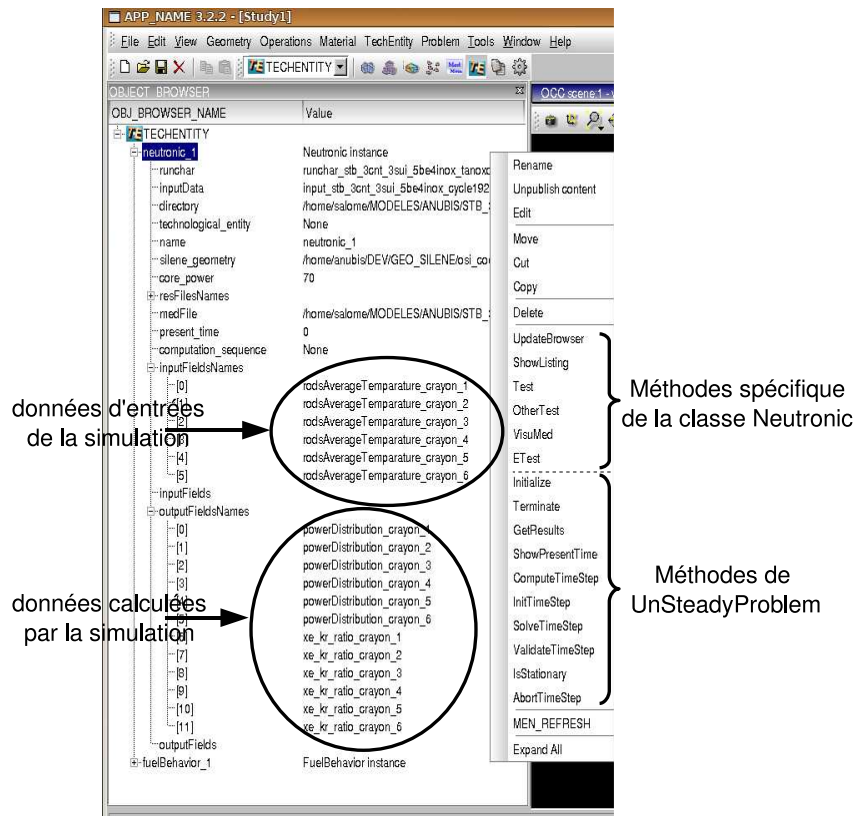 APP_NAME 3.2.2 - [Study1]
File Edit View Geometry Operations Material TechEntity Problem Tools Window Help
TECHENTITY
OBJECT BROWSER
OCC scene:1 - v
OBJ_BROWSER_NAME Value
TECHENTITY
neutronic_1 Neutronic instance
runchar runchar_stb_3cnt_3sui_5be4inox_tanoxc
inputData input_stb_3cnt_3sui_5be4inox_cycle192
directory /home/salome/MODELES/ANUBIS/STB_
technological_entity None
name neutronic_1
silene_geometry /home/anubis/DEV/GEO_SILENE/osi_co
core_power 70
resFilesNames
medFile /home/salome/MODELES/ANUBIS/STB_
present_time 0
computation_sequence None
inputFieldsNames
[0] rodsAverageTemparature_crayon_1
[1] rodsAverageTemparature_crayon_2
[2] rodsAverageTemparature_crayon_3
[3] rodsAverageTemparature_crayon_4
[4] rodsAverageTemparature_crayon_5
[5] rodsAverageTemparature_crayon_6
inputFields
outputFieldsNames
[0] powerDistribution_crayon_1
[1] powerDistribution_crayon_2
[2] powerDistribution_crayon_3
[3] powerDistribution_crayon_4
[4] powerDistribution_crayon_5
[5] powerDistribution_crayon_6
[6] xe_kr_ratio_crayon_1
[7] xe_kr_ratio_crayon_2
[8] xe_kr_ratio_crayon_3
[9] xe_kr_ratio_crayon_4
[10] xe_kr_ratio_crayon_5
[11] xe_kr_ratio_crayon_6
outputFields
fuelBehavior_1 FuelBehavior instance
données d'entrées
de la simulation
données calculées
par la simulation
Rename
Unpublish content
Edit
Move
Cut
Copy
Delete
UpdateBrowser
ShowListing
Test
OtherTest
VisuMed
ETest
Initialize
Terminate
GetResults
ShowPresentTime
ComputeTimeStep
InitTimeStep
SolveTimeStep
ValidateTimeStep
IsStationary
AbortTimeStep
MEN_REFRESH
Expand All
Méthodes spécifique
de la classe Neutronic
Méthodes de
UnSteadyProblem